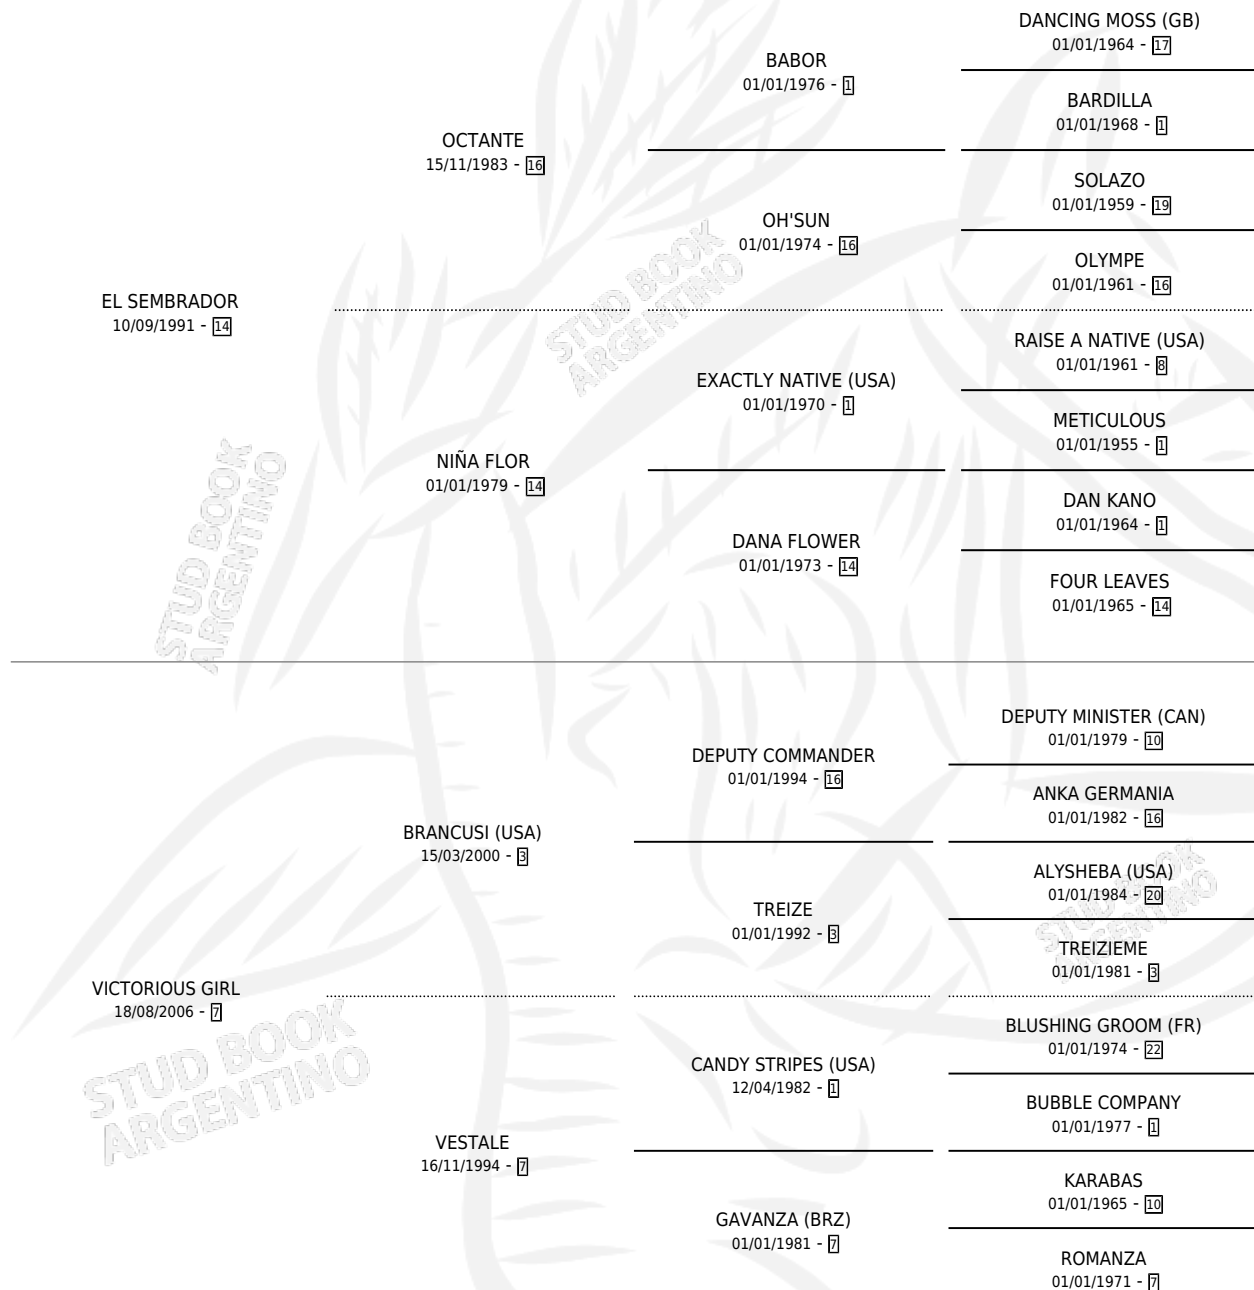 DANCING MOSS (GB)
01/01/1964 - 17
BABOR
01/01/1976 - 1
BARDILLA
01/01/1968 - 1
OCTANTE
15/11/1983 - 16
SOLAZO
01/01/1959 - 19
OH'SUN
01/01/1974 - 16
OLYMPE
01/01/1961 - 16
EL SEMBRADOR
10/09/1991 - 14
RAISE A NATIVE (USA)
01/01/1961 - 8
EXACTLY NATIVE (USA)
01/01/1970 - 1
METICULOUS
01/01/1955 - 1
NIÑA FLOR
01/01/1979 - 14
DAN KANO
01/01/1964 - 1
DANA FLOWER
01/01/1973 - 14
FOUR LEAVES
01/01/1965 - 14
DEPUTY MINISTER (CAN)
01/01/1979 - 10
DEPUTY COMMANDER
01/01/1994 - 16
ANKA GERMANIA
01/01/1982 - 16
BRANCUSI (USA)
15/03/2000 - 3
ALYSHEBA (USA)
01/01/1984 - 20
TREIZE
01/01/1992 - 3
TREIZIEME
01/01/1981 - 3
VICTORIOUS GIRL
18/08/2006 - 7
BLUSHING GROOM (FR)
01/01/1974 - 22
CANDY STRIPES (USA)
12/04/1982 - 1
BUBBLE COMPANY
01/01/1977 - 1
VESTALE
16/11/1994 - 7
KARABAS
01/01/1965 - 10
GAVANZA (BRZ)
01/01/1981 - 7
ROMANZA
01/01/1971 - 7
STUD BOOK
ARGENTINO
STUD BOOK
ARGENTINO
STUD BOOK
ARGENTINO
STUD BOOK
ARGENTINO